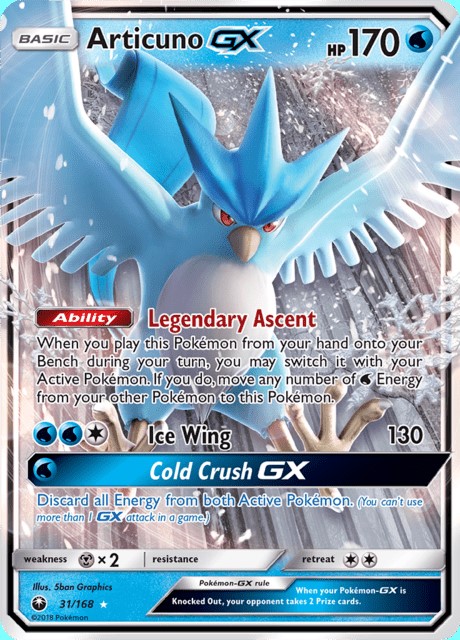 BASIC Articuno GX HP 170
Ability Legendary Ascent
When you play this Pokémon from your hand onto your
Bench during your turn, you may switch it with your
Active Pokémon. If you do, move any number of Energy
from your other Pokémon to this Pokémon.
Ice Wing 130
Cold Crush GX
Discard all Energy from both Active Pokémon. (You can't use
more than 1 GX attack in a game.)
weakness × 2 resistance retreat
Illus. 5ban Graphics
31/168
©2018 Pokémon
Pokémon-GX rule
When your Pokémon-GX is
Knocked Out, your opponent takes 2 Prize cards.